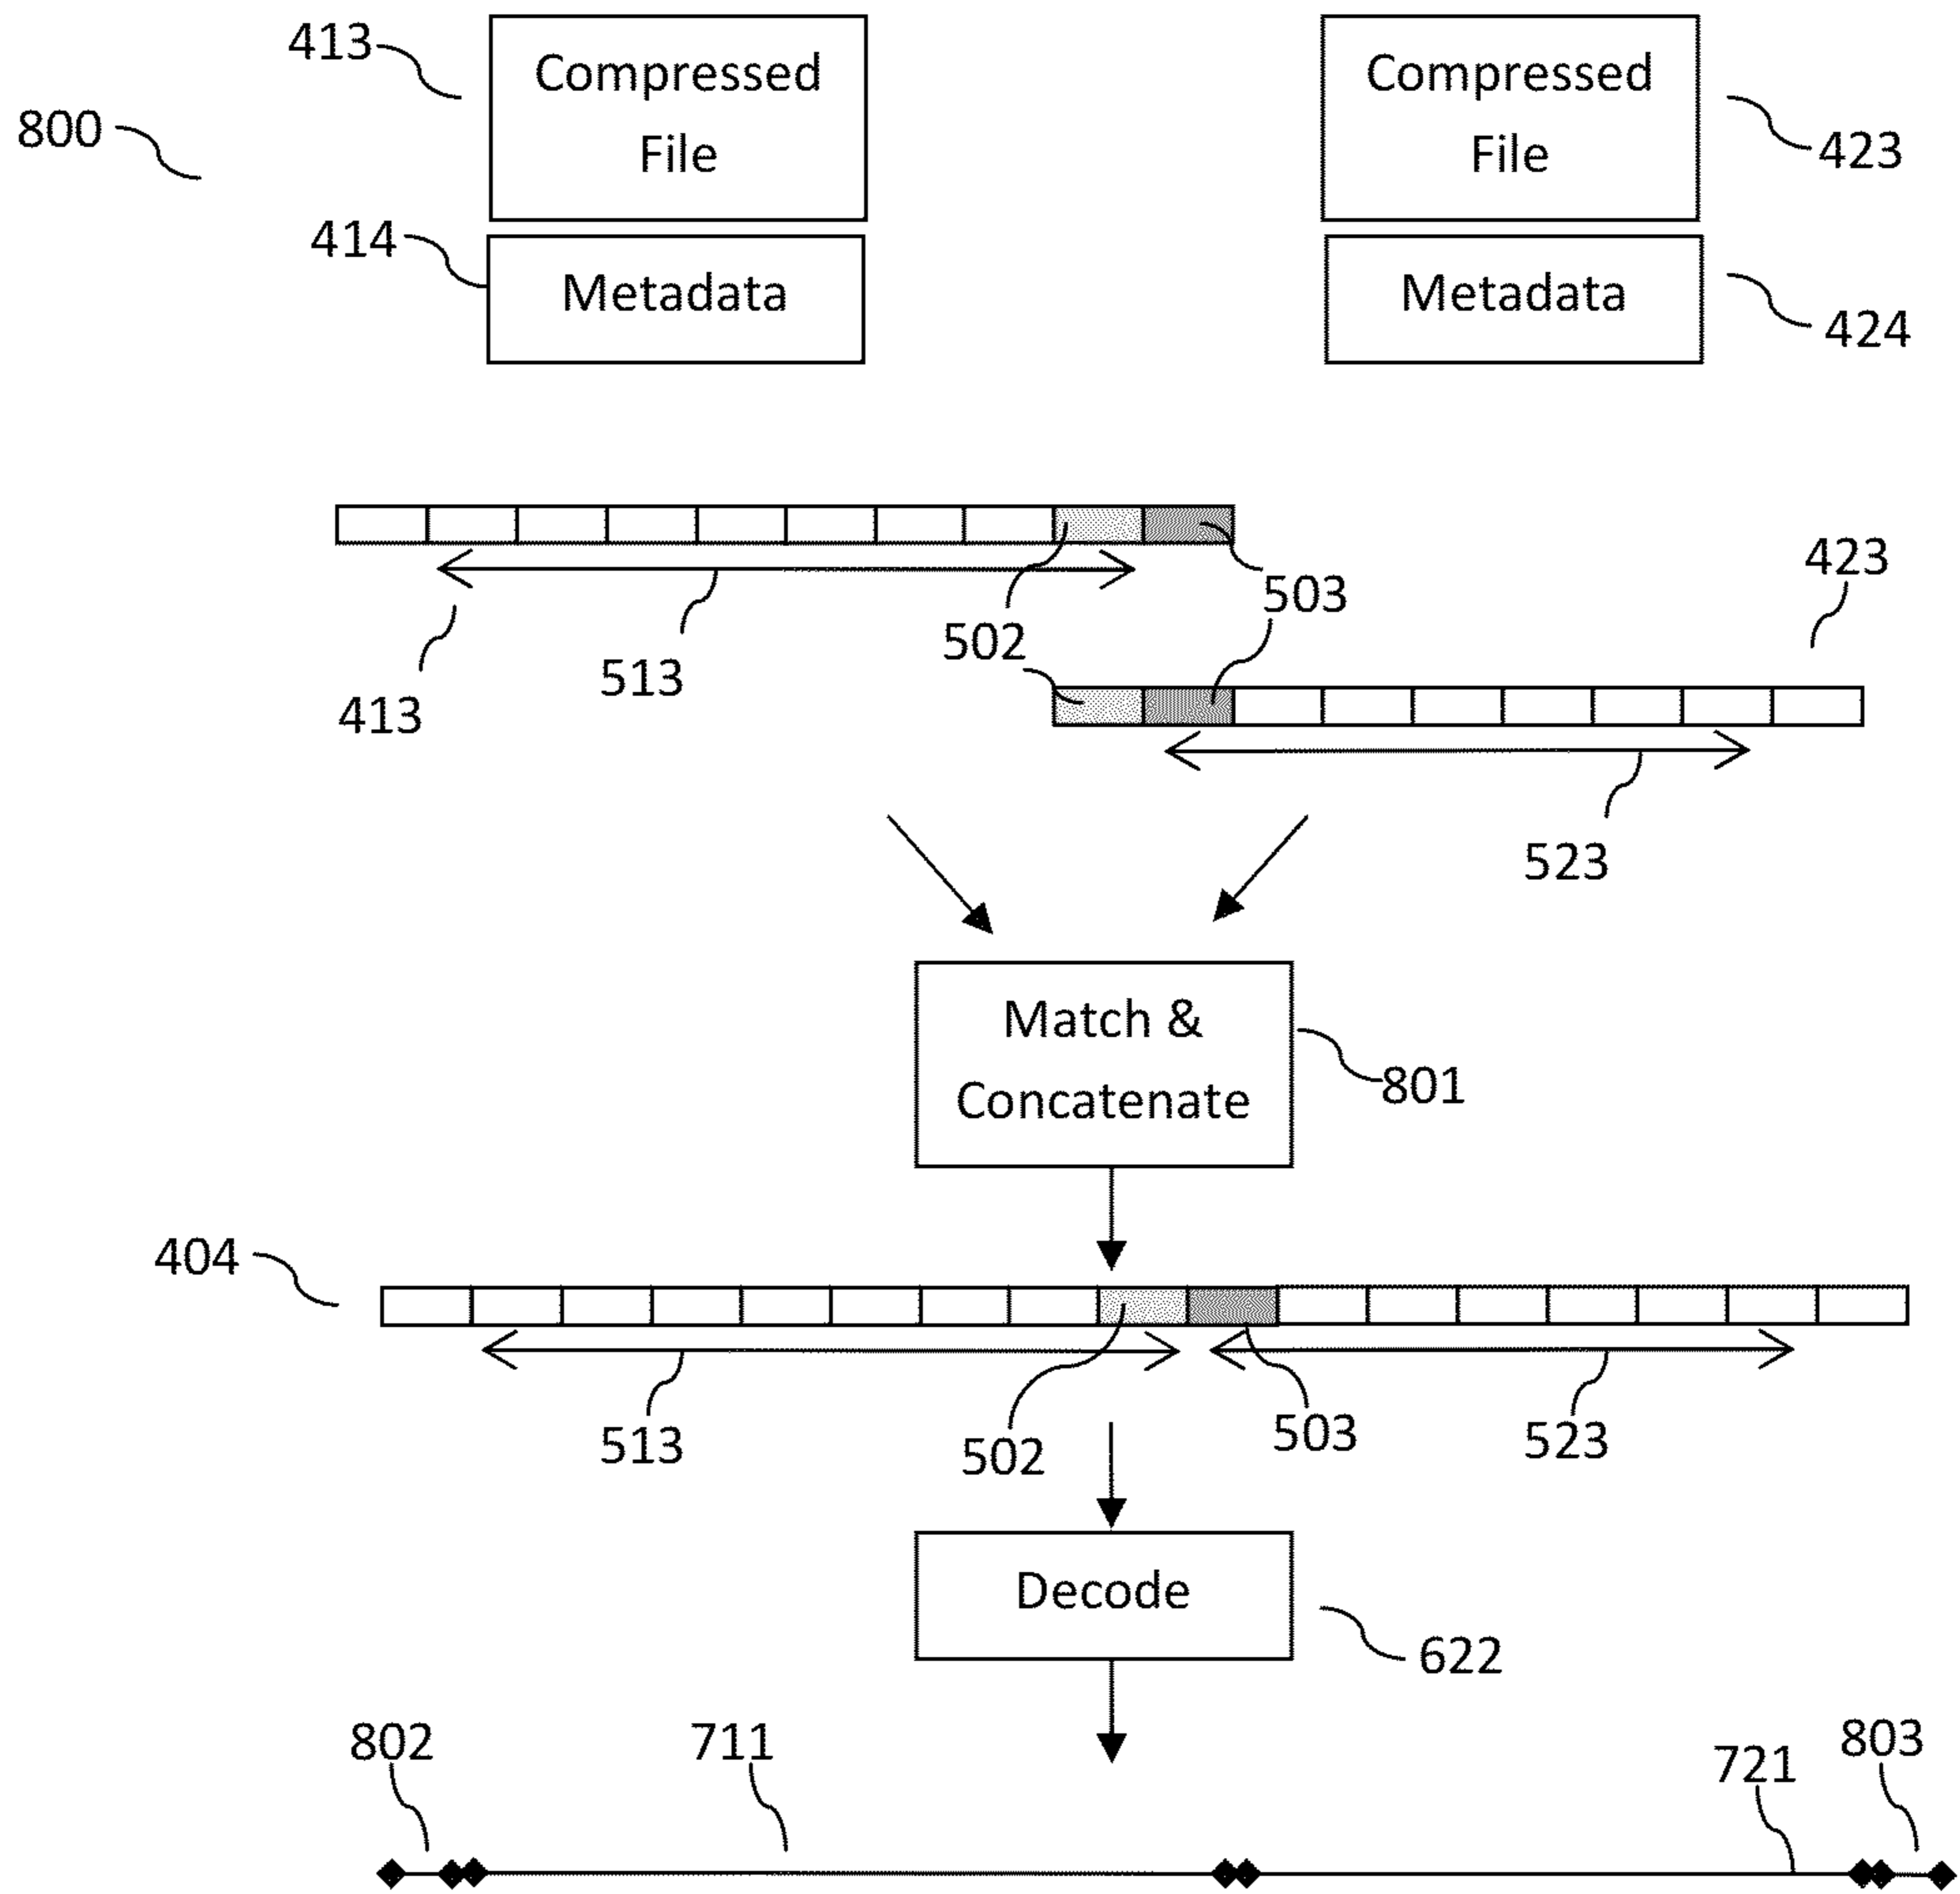 413
Compressed
File
Compressed
File
423
800
414
Metadata
Metadata
424
423
503
502
513
413
523
Match &
Concatenate
801
404
513
502
503
523
Decode
622
802
711
721
803